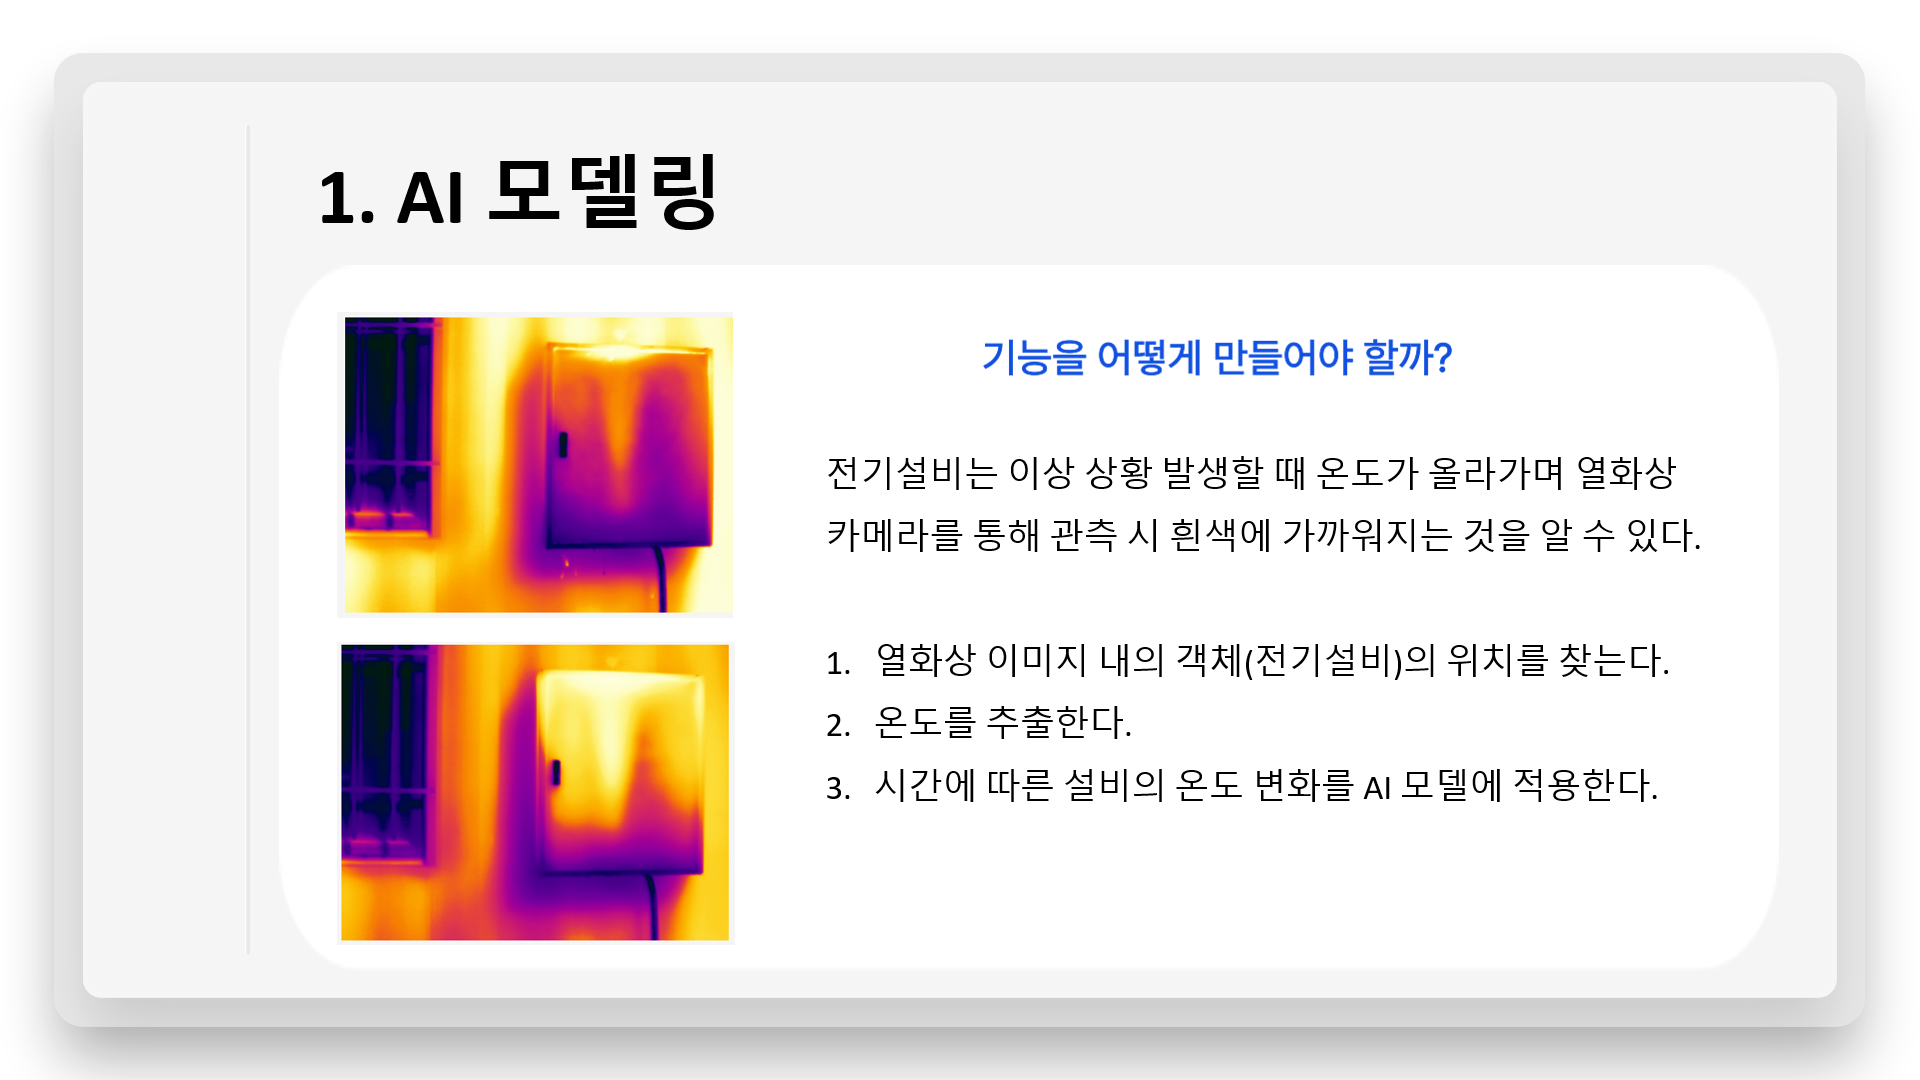 1. AI 모델링
기능을 어떻게 만들어야 할까?
전기설비는 이상 상황 발생할 때 온도가 올라가며 열화상
카메라를 통해 관측 시 흰색에 가까워지는 것을 알 수 있다.
1. 열화상 이미지 내의 객체(전기설비)의 위치를 찾는다.
2. 온도를 추출한다.
3. 시간에 따른 설비의 온도 변화를 AI 모델에 적용한다.